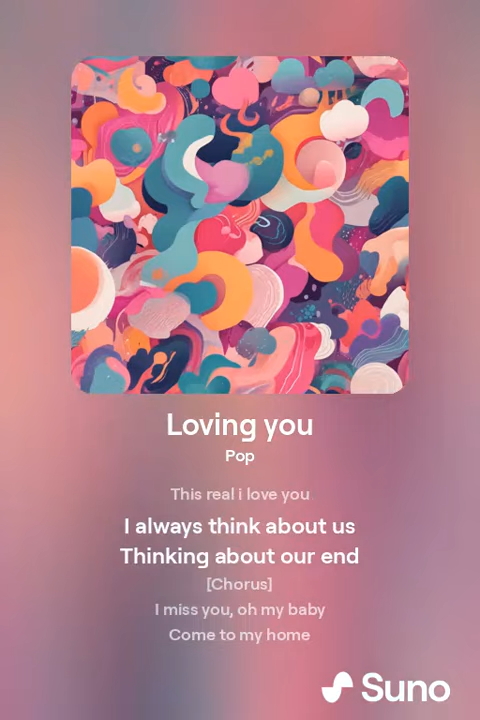 Loving you
Pop
This real i love you
I always think about us
Thinking about our end
[Chorus]
I miss you, oh my baby
Come to my home
Suno